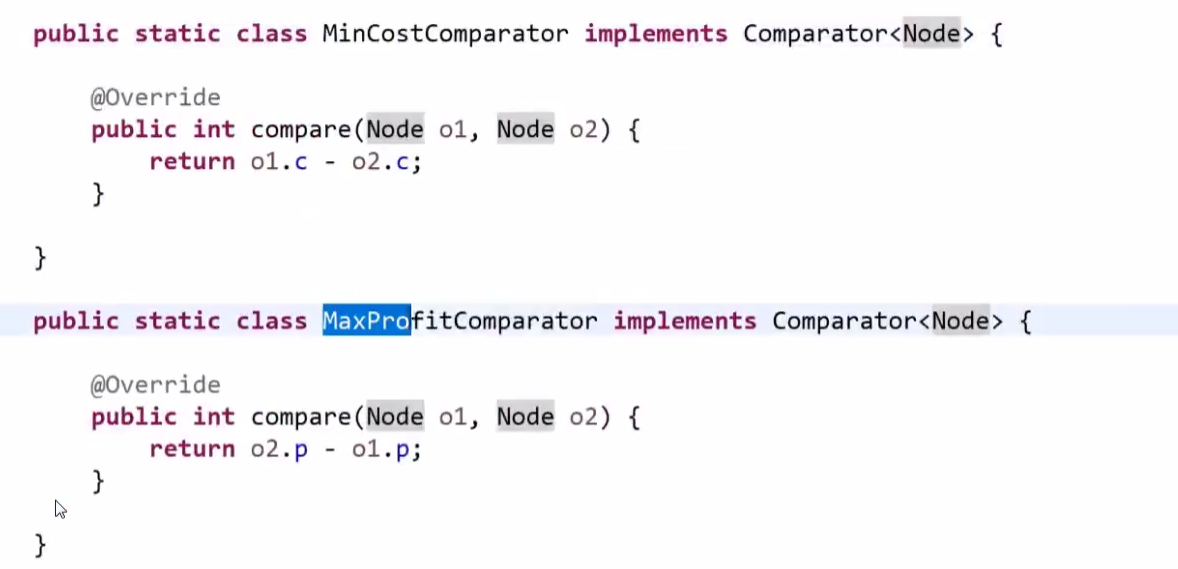 public static class MinCostComparator implements Comparator<Node> {
@Override
public int compare(Node o1, Node o2) {
return o1.c - o2.c;
}
}
public static class MaxProfitComparator implements Comparator<Node> {
@Override
public int compare(Node o1, Node o2) {
return o2.p - o1.p;
}
}